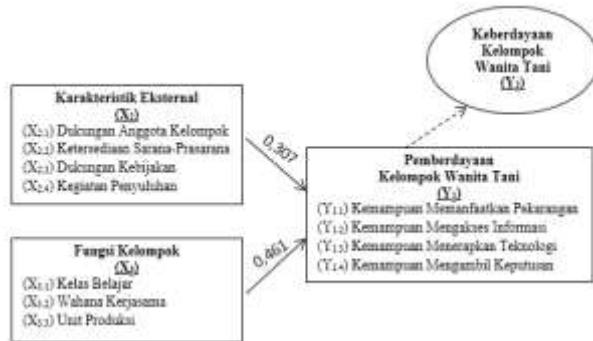 Keberdayaan
Kelompok
Wanita Tani
(Y₂)
Karakteristik Eksternal
(X₂)
(X₂.₁) Dukungan Anggota Kelompok
(X₂.₂) Ketersediaan Sarana-Prasarana
(X₂.₃) Dukungan Kebijakan
(X₂.₄) Kegiatan Penyuluhan
0,307
Pemberdayaan
Kelompok Wanita Tani
(Y₁)
(Y₁.₁) Kemampuan Memanfaatkan Pekarangan
(Y₁.₂) Kemampuan Mengakses Informasi
(Y₁.₃) Kemampuan Menerapkan Teknologi
(Y₁.₄) Kemampuan Mengambil Keputusan
0,461
Fungsi Kelompok
(X₃)
(X₃.₁) Kelas Belajar
(X₃.₂) Wahana Kerjasama
(X₃.₃) Unit Produksi